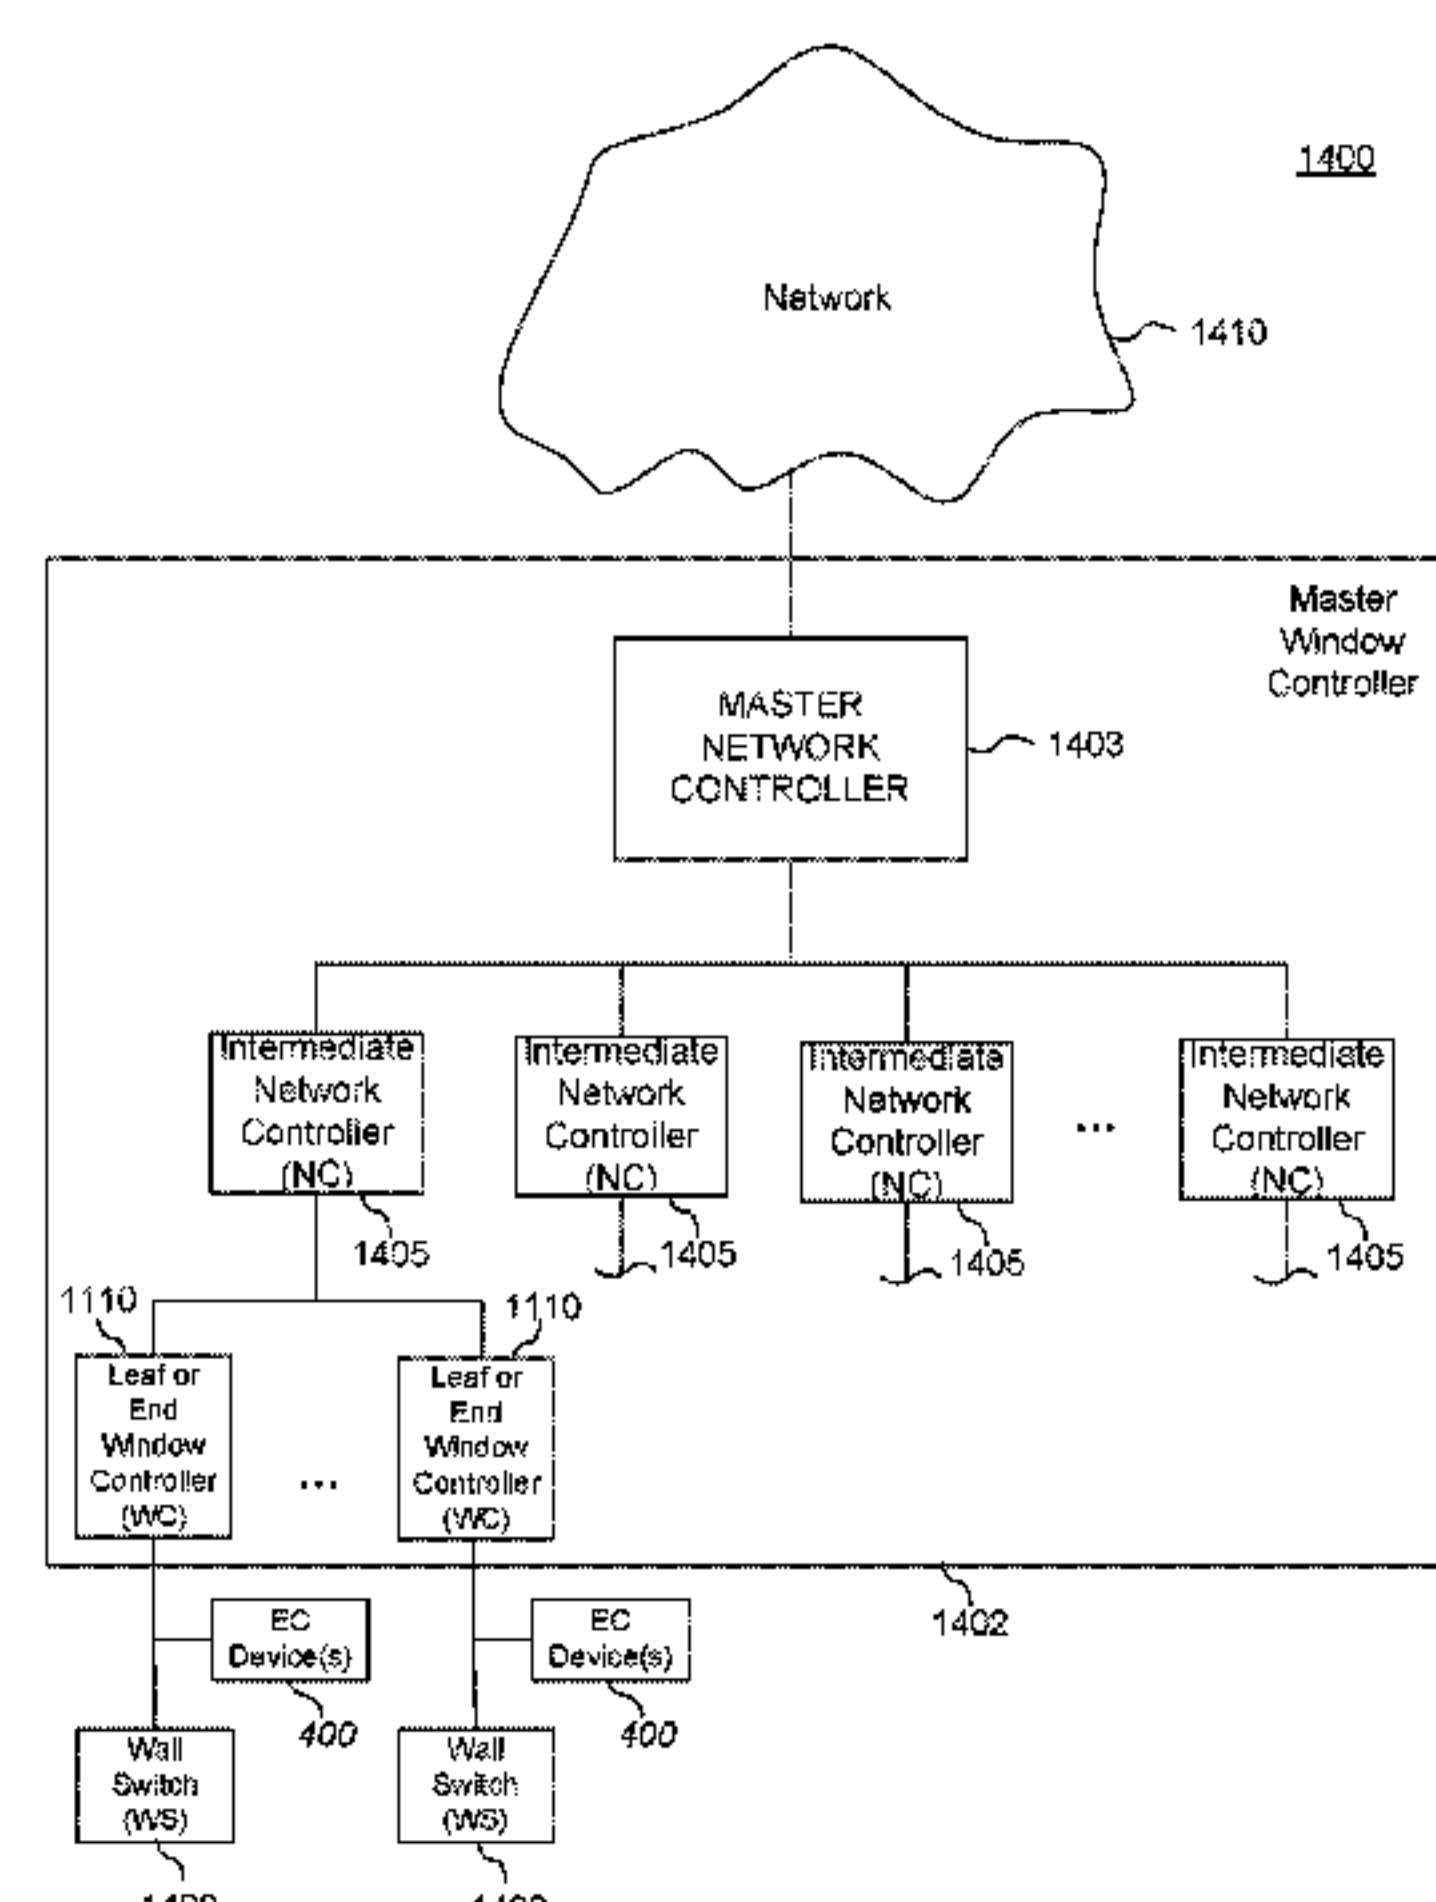 1400
Network
1410
Master
Window
Controller
MASTER
NETWORK
CONTROLLER
1403
Intermediate
Network
Controller
(NC)
1405
Intermediate
Network
Controller
(NC)
1405
Intermediate
Network
Controller
(NC)
1405
...
Intermediate
Network
Controller
(NC)
1405
1110
Leaf or
End
Window
Controller
(WC)
...
1110
Leaf or
End
Window
Controller
(WC)
1402
EC
Device(s)
400
EC
Device(s)
400
Wall
Switch
(WS)
Wall
Switch
(WS)